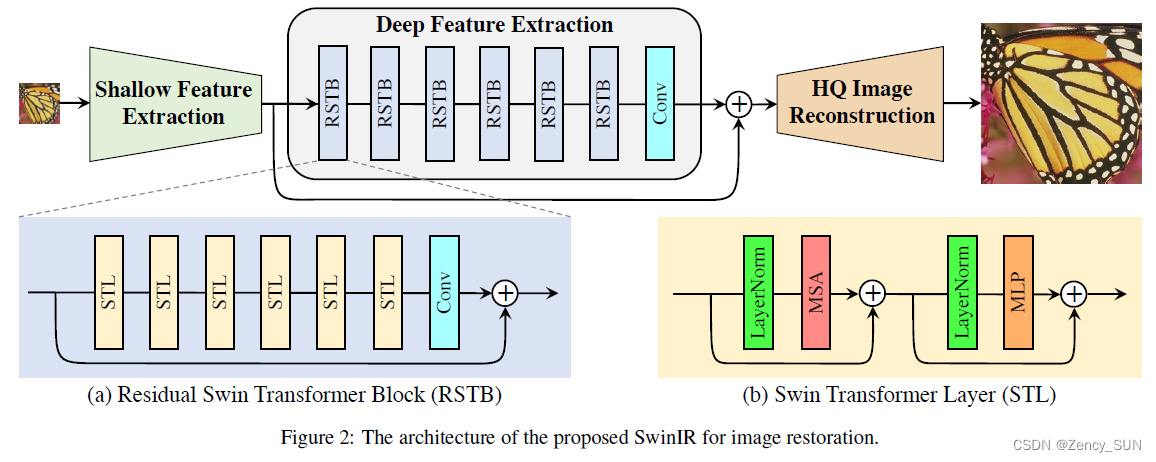 Deep Feature Extraction
Shallow Feature
Extraction
RSTB
RSTB
RSTB
RSTB
RSTB
RSTB
Conv
+
HQ Image
Reconstruction
STL
STL
STL
STL
STL
STL
Conv
+
LayerNorm
MSA
+
LayerNorm
MLP
+
(a) Residual Swin Transformer Block (RSTB)
(b) Swin Transformer Layer (STL)
Figure 2: The architecture of the proposed SwinIR for image restoration.
CSDN @Zency_SUN